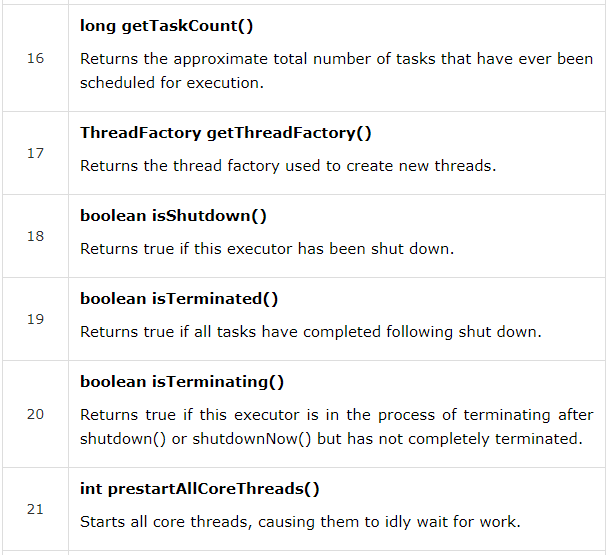 long getTaskCount()
16
Returns the approximate total number of tasks that have ever been
scheduled for execution.
ThreadFactory getThreadFactory()
17
Returns the thread factory used to create new threads.
boolean isShutdown()
18
Returns true if this executor has been shut down.
boolean isTerminated()
19
Returns true if all tasks have completed following shut down.
boolean isTerminating()
20
Returns true if this executor is in the process of terminating after
shutdown() or shutdownNow() but has not completely terminated.
int prestartAllCoreThreads()
21
Starts all core threads, causing them to idly wait for work.